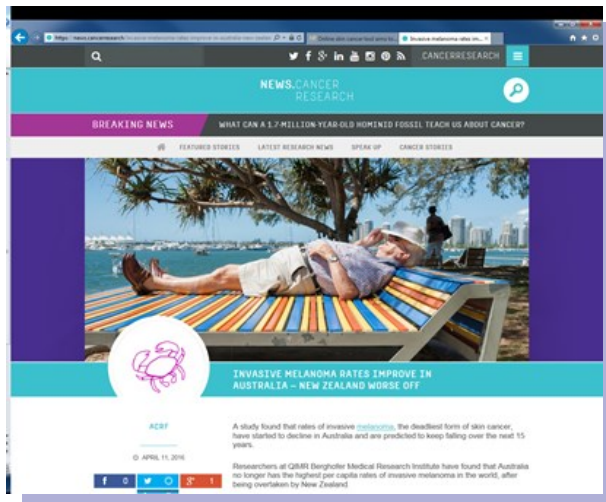 CANCERRESEARCH
NEWS.CANCER
RESEARCH
BREAKING NEWS
WHAT CAN A 1.7-MILLION-YEAR-OLD HOMINID FOSSIL TEACH US ABOUT CANCER?
FEATURED STORIES LATEST RESEARCH NEWS SPEAK UP CANCER STORIES
INVASIVE MELANOMA RATES IMPROVE IN
AUSTRALIA – NEW ZEALAND WORSE OFF
ACRF
APRIL 11, 2016
0
1
A study found that rates of invasive melanoma, the deadliest form of skin cancer,
have started to decline in Australia and are predicted to keep falling over the next 15
years.
Researchers at QIMR Berghofer Medical Research Institute have found that Australia
no longer has the highest per capita rates of invasive melanoma in the world, after
being overtaken by New Zealand